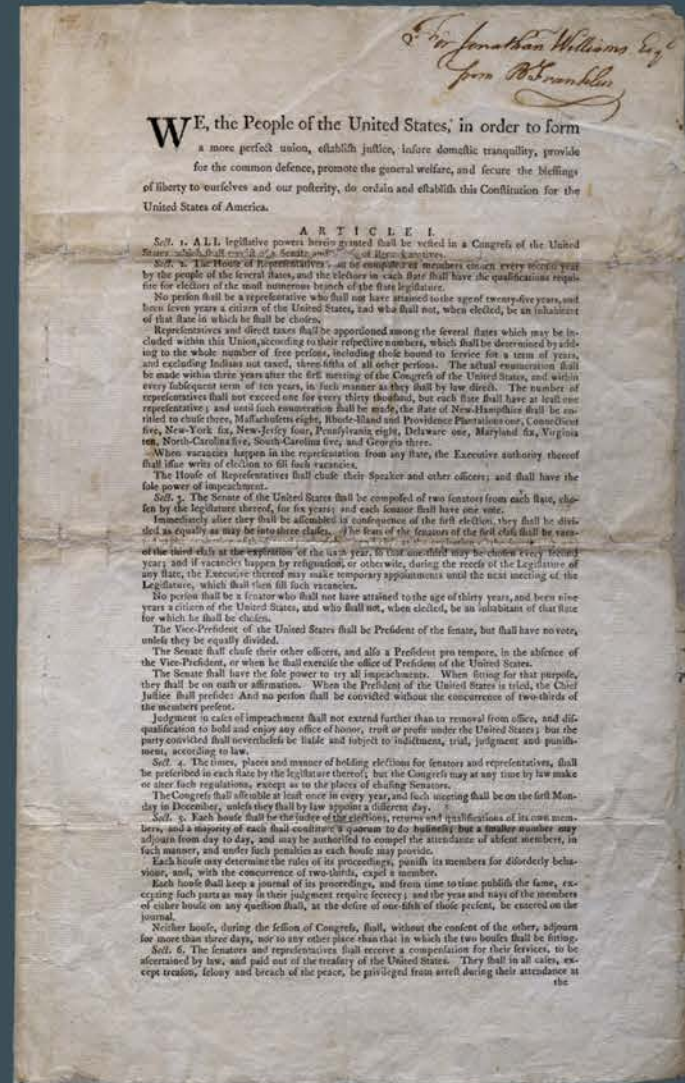 For Jonathan Williams Esqr
from B Franklin
WE, the People of the United States, in order to form
a more perfect union, eſtabliſh juſtice, inſure domeſtic tranquility, provide
for the common defence, promote the general welfare, and ſecure the bleſſings
of liberty to ourſelves and our poſterity, do ordain and eſtabliſh this Conſtitution for the
United States of America.
ARTICLE I.
Sect. 1. ALL legiſlative powers herein granted ſhall be veſted in a Congreſs of the United
States, which ſhall conſiſt of a Senate and of Repreſentatives.
Sect. 2. The Houſe of Repreſentatives ſhall be compoſed of members choſen every ſecond year
by the people of the ſeveral ſtates, and the electors in each ſtate ſhall have the qualifications requi-
ſite for electors of the moſt numerous branch of the ſtate legiſlature.
No perſon ſhall be a repreſentative who ſhall not have attained to the age of twenty-five years, and
been ſeven years a citizen of the United States, and who ſhall not, when elected, be an inhabitant
of that ſtate in which he ſhall be choſen.
Repreſentatives and direct taxes ſhall be apportioned among the ſeveral ſtates which may be in-
cluded within this Union, according to their reſpective numbers, which ſhall be determined by add-
ing to the whole number of free perſons, including thoſe bound to ſervice for a term of years,
and excluding Indians not taxed, three-fifths of all other perſons. The actual enumeration ſhall
be made within three years after the firſt meeting of the Congreſs of the United States, and within
every ſubſequent term of ten years, in ſuch manner as they ſhall by law direct. The number of
repreſentatives ſhall not exceed one for every thirty thouſand, but each ſtate ſhall have at leaſt one
repreſentative; and until ſuch enumeration ſhall be made, the ſtate of New-Hampſhire ſhall be en-
titled to chuſe three, Maſſachuſetts eight, Rhode-Iſland and Providence Plantations one, Connecticut
five, New-York ſix, New-Jerſey four, Pennſylvania eight, Delaware one, Maryland ſix, Virginia
ten, North-Carolina five, South-Carolina five, and Georgia three.
When vacancies happen in the repreſentation from any ſtate, the Executive authority thereof
ſhall iſſue writs of election to fill ſuch vacancies.
The Houſe of Repreſentatives ſhall chuſe their Speaker and other officers; and ſhall have the
ſole power of impeachment.
Sect. 3. The Senate of the United States ſhall be compoſed of two ſenators from each ſtate, cho-
ſen by the legiſlature thereof, for ſix years; and each ſenator ſhall have one vote.
Immediately after they ſhall be aſſembled in conſequence of the firſt election, they ſhall be divi-
ded as equally as may be into three claſſes. The ſeats of the ſenators of the firſt claſs ſhall be vaca-
of the third claſs at the expiration of the ſixth year, ſo that one-third may be choſen every ſecond
year; and if vacancies happen by reſignation, or otherwiſe, during the receſs of the Legiſlature of
any ſtate, the Executive thereof may make temporary appointments until the next meeting of the
Legiſlature, which ſhall then fill ſuch vacancies.
No perſon ſhall be a ſenator who ſhall not have attained to the age of thirty years, and been nine
years a citizen of the United States, and who ſhall not, when elected, be an inhabitant of that ſtate
for which he ſhall be choſen.
The Vice-Preſident of the United States ſhall be Preſident of the ſenate, but ſhall have no vote,
unleſs they be equally divided.
The Senate ſhall chuſe their other officers, and alſo a Preſident pro tempore, in the abſence of
the Vice-Preſident, or when he ſhall exerciſe the office of Preſident of the United States.
The Senate ſhall have the ſole power to try all impeachments. When ſitting for that purpoſe,
they ſhall be on oath or affirmation. When the Preſident of the United States is tried, the Chief
Juſtice ſhall preſide: And no perſon ſhall be convicted without the concurrence of two-thirds of
the members preſent.
Judgment in caſes of impeachment ſhall not extend further than to removal from office, and diſ-
qualification to hold and enjoy any office of honor, truſt or profit under the United States; but the
party convicted ſhall nevertheleſs be liable and ſubject to indictment, trial, judgment and puniſh-
ment, according to law.
Sect. 4. The times, places and manner of holding elections for ſenators and repreſentatives, ſhall
be preſcribed in each ſtate by the legiſlature thereof; but the Congreſs may at any time by law make
or alter ſuch regulations, except as to the places of chuſing Senators.
The Congreſs ſhall aſſemble at leaſt once in every year, and ſuch meeting ſhall be on the firſt Mon-
day in December, unleſs they ſhall by law appoint a different day.
Sect. 5. Each houſe ſhall be the judge of the elections, returns and qualifications of its own mem-
bers, and a majority of each ſhall conſtitute a quorum to do buſineſs; but a ſmaller number may
adjourn from day to day, and may be authoriſed to compel the attendance of abſent members, in
ſuch manner, and under ſuch penalties as each houſe may provide.
Each houſe may determine the rules of its proceedings, puniſh its members for diſorderly beha-
viour, and, with the concurrence of two-thirds, expel a member.
Each houſe ſhall keep a journal of its proceedings, and from time to time publiſh the ſame, ex-
cepting ſuch parts as may in their judgment require ſecrecy; and the yeas and nays of the members
of either houſe on any queſtion ſhall, at the deſire of one-fifth of thoſe preſent, be entered on the
journal.
Neither houſe, during the ſeſſion of Congreſs, ſhall, without the conſent of the other, adjourn
for more than three days, nor to any other place than that in which the two houſes ſhall be ſitting.
Sect. 6. The ſenators and repreſentatives ſhall receive a compenſation for their ſervices, to be
aſcertained by law, and paid out of the treaſury of the United States. They ſhall in all caſes, ex-
cept treaſon, felony and breach of the peace, be privileged from arreſt during their attendance at
the